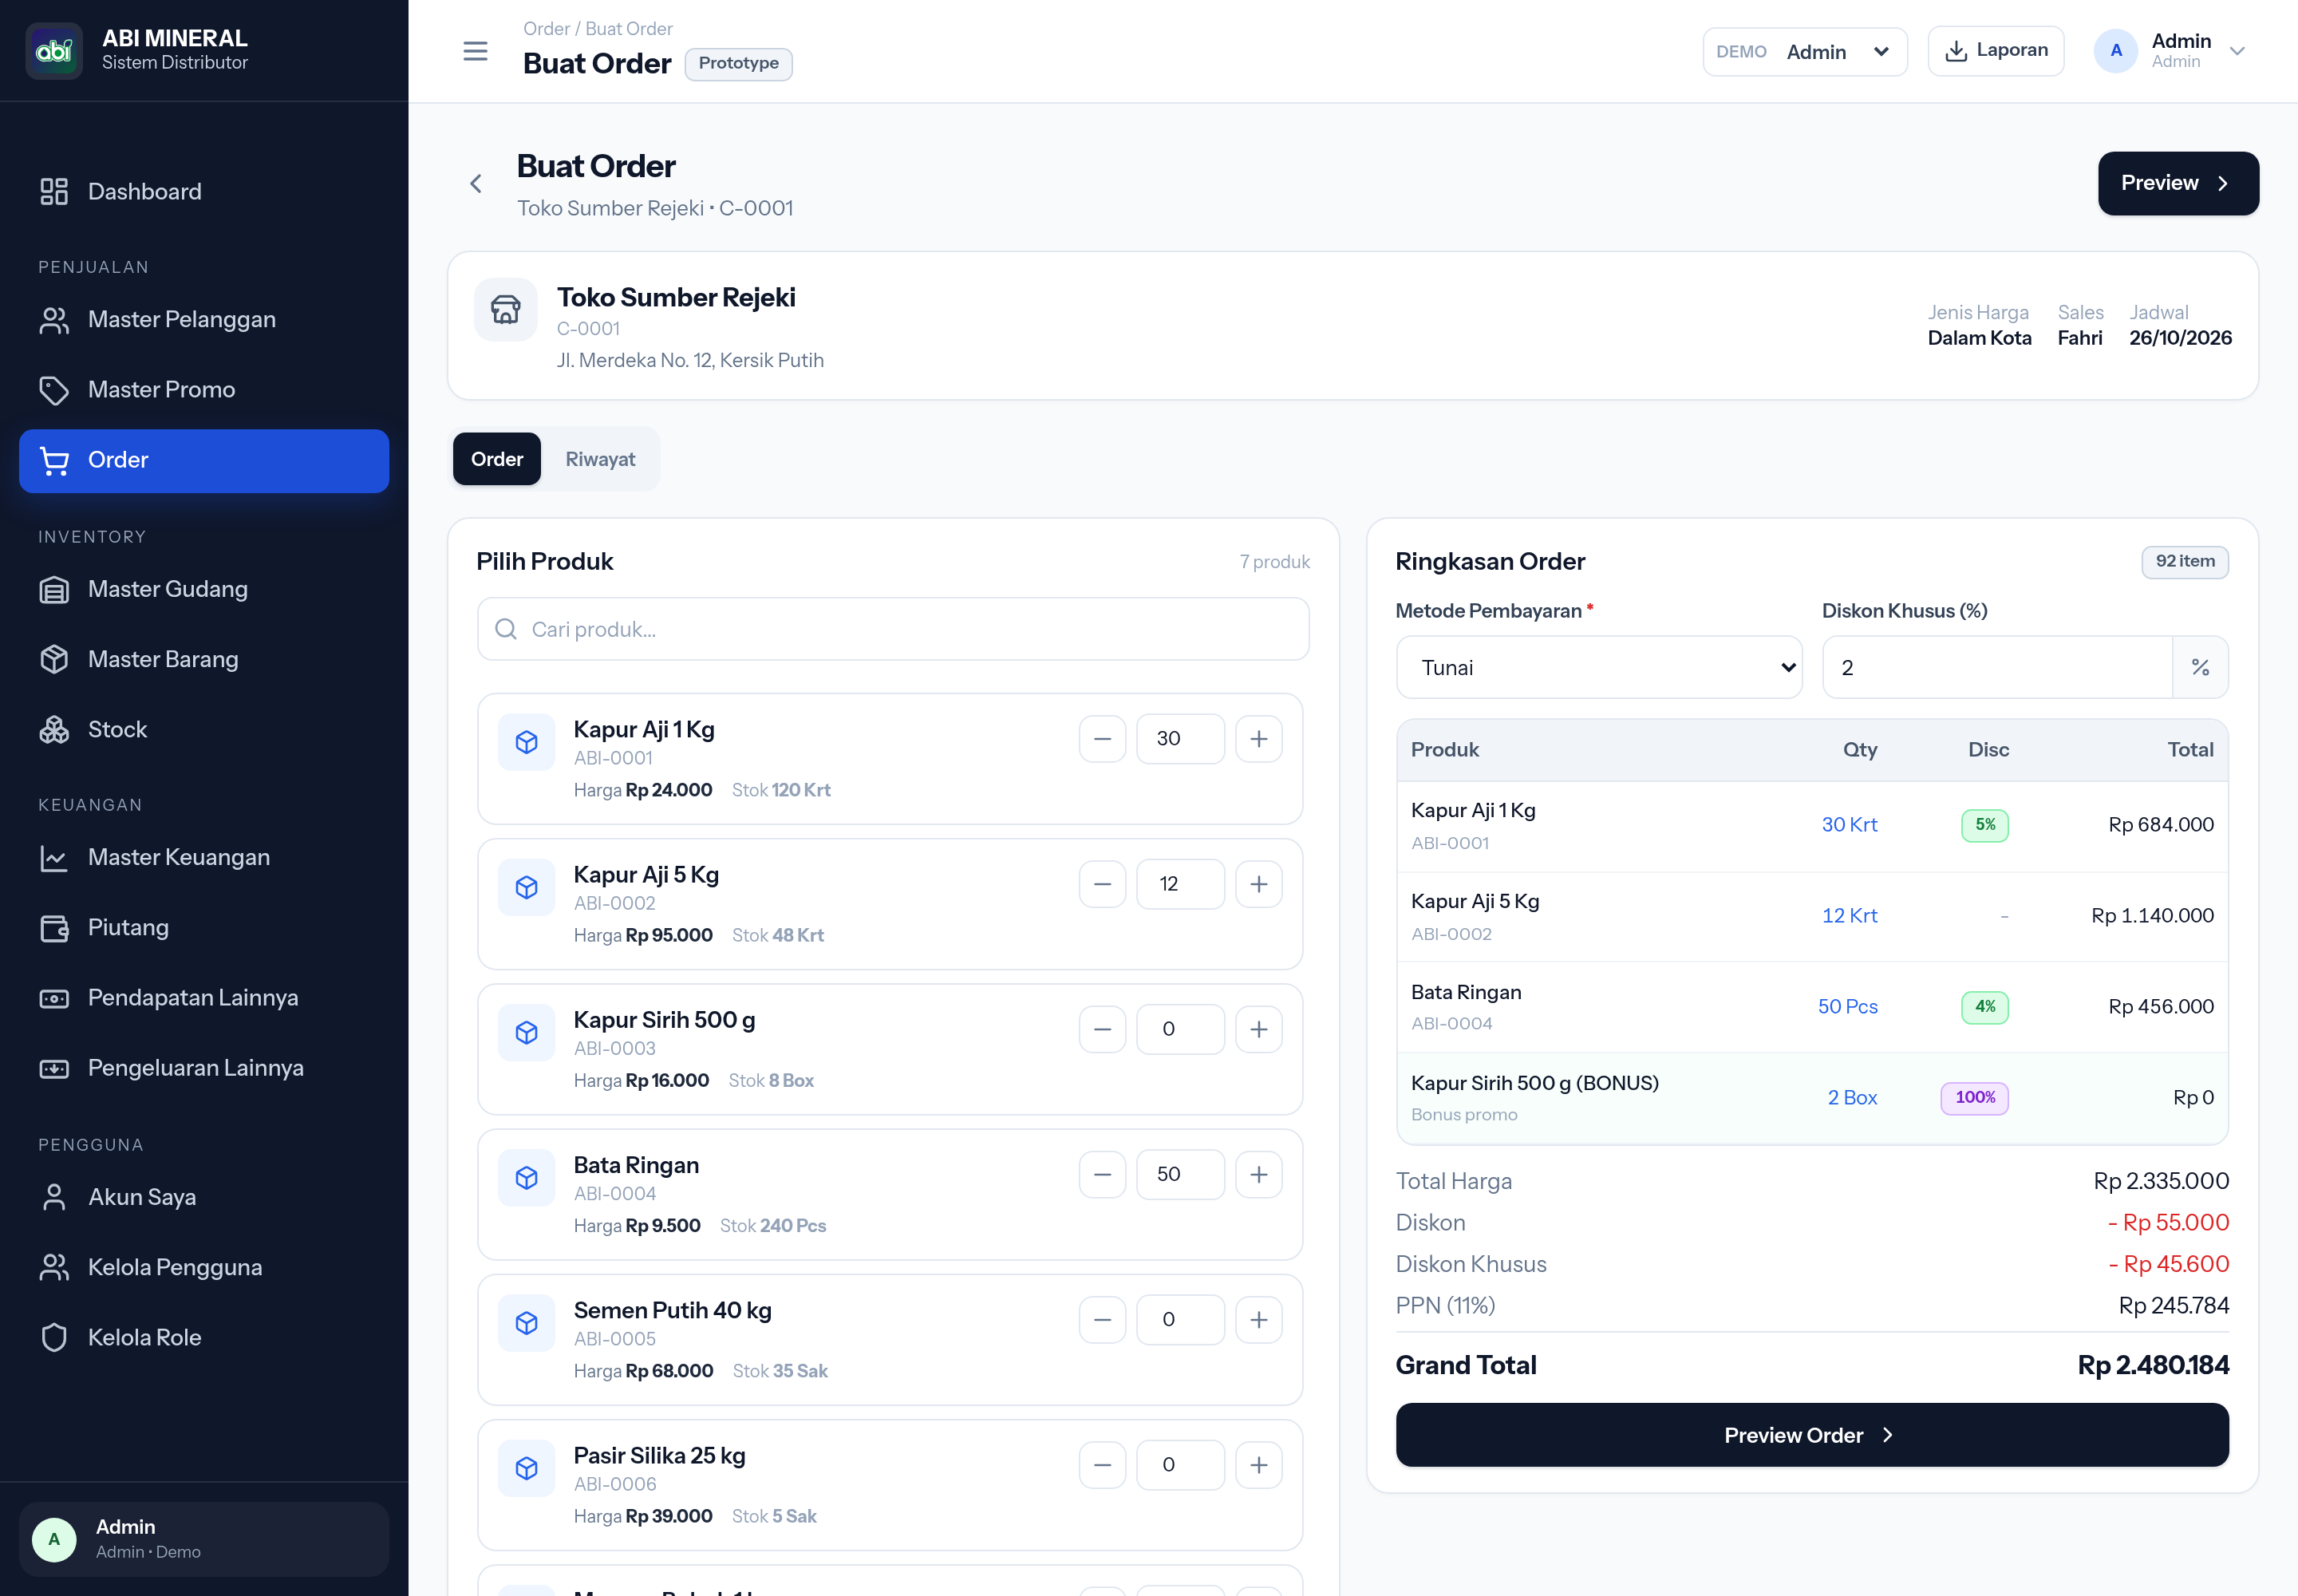 abi
ABI MINERAL
Sistem Distributor
Dashboard
PENJUALAN
Master Pelanggan
Master Promo
Order
INVENTORY
Master Gudang
Master Barang
Stock
KEUANGAN
Master Keuangan
Piutang
Pendapatan Lainnya
Pengeluaran Lainnya
PENGGUNA
Akun Saya
Kelola Pengguna
Kelola Role
A
Admin
Admin • Demo
Order / Buat Order
Buat Order Prototype
DEMO Admin
Laporan
A
Admin
Admin
Buat Order
Toko Sumber Rejeki • C-0001
Preview
Toko Sumber Rejeki
C-0001
Jl. Merdeka No. 12, Kersik Putih
Jenis Harga Sales Jadwal
Dalam Kota Fahri 26/10/2026
Order Riwayat
Pilih Produk 7 produk
Cari produk...
Kapur Aji 1 Kg
ABI-0001
Harga Rp 24.000 Stok 120 Krt
30
Kapur Aji 5 Kg
ABI-0002
Harga Rp 95.000 Stok 48 Krt
12
Kapur Sirih 500 g
ABI-0003
Harga Rp 16.000 Stok 8 Box
0
Bata Ringan
ABI-0004
Harga Rp 9.500 Stok 240 Pcs
50
Semen Putih 40 kg
ABI-0005
Harga Rp 68.000 Stok 35 Sak
0
Pasir Silika 25 kg
ABI-0006
Harga Rp 39.000 Stok 5 Sak
0
Ringkasan Order 92 item
Metode Pembayaran * Diskon Khusus (%)
Tunai 2 %
Produk Qty Disc Total
Kapur Aji 1 Kg
ABI-0001
30 Krt 5% Rp 684.000
Kapur Aji 5 Kg
ABI-0002
12 Krt - Rp 1.140.000
Bata Ringan
ABI-0004
50 Pcs 4% Rp 456.000
Kapur Sirih 500 g (BONUS)
Bonus promo
2 Box 100% Rp 0
Total Harga Rp 2.335.000
Diskon - Rp 55.000
Diskon Khusus - Rp 45.600
PPN (11%) Rp 245.784
Grand Total Rp 2.480.184
Preview Order